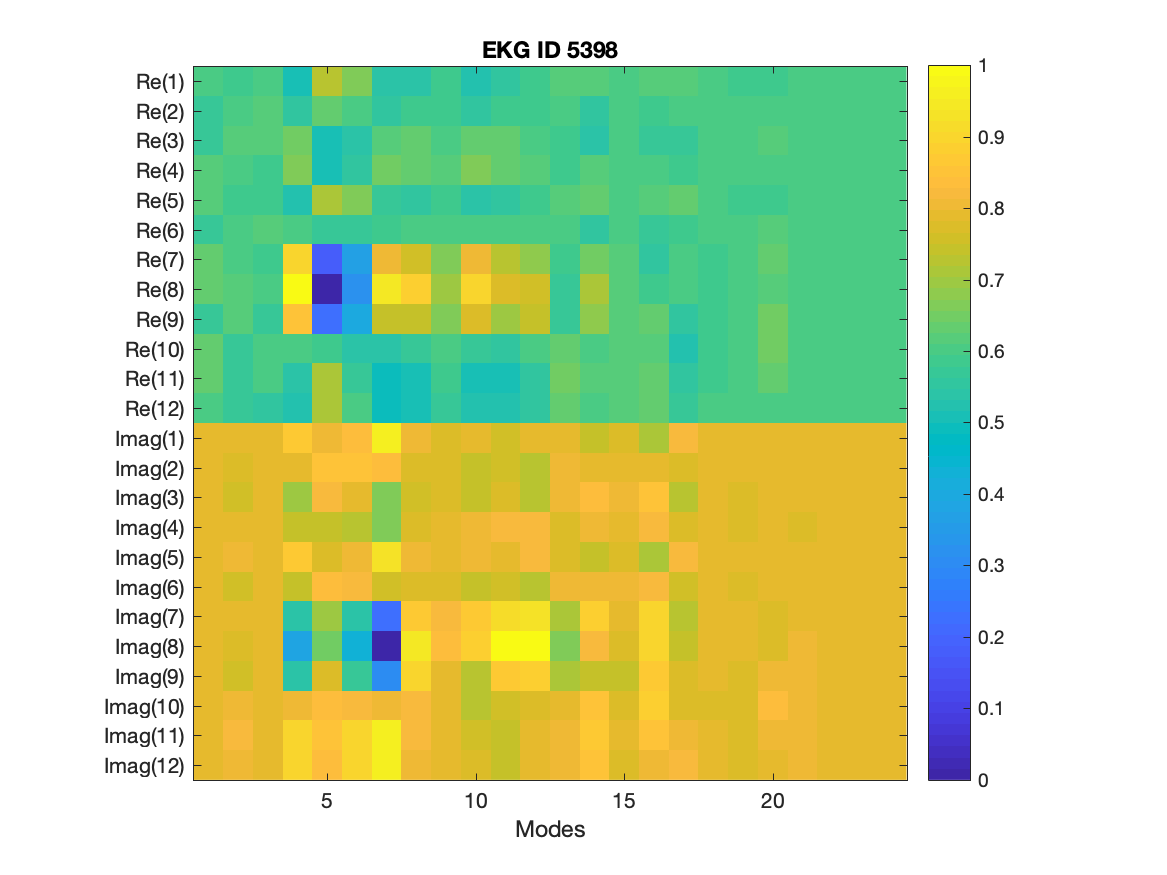 EKG ID 5398
Re(1)
Re(2)
Re(3)
Re(4)
Re(5)
Re(6)
Re(7)
Re(8)
Re(9)
Re(10)
Re(11)
Re(12)
Imag(1)
Imag(2)
Imag(3)
Imag(4)
Imag(5)
Imag(6)
Imag(7)
Imag(8)
Imag(9)
Imag(10)
Imag(11)
Imag(12)
5 10 15 20
Modes
1
0.9
0.8
0.7
0.6
0.5
0.4
0.3
0.2
0.1
0